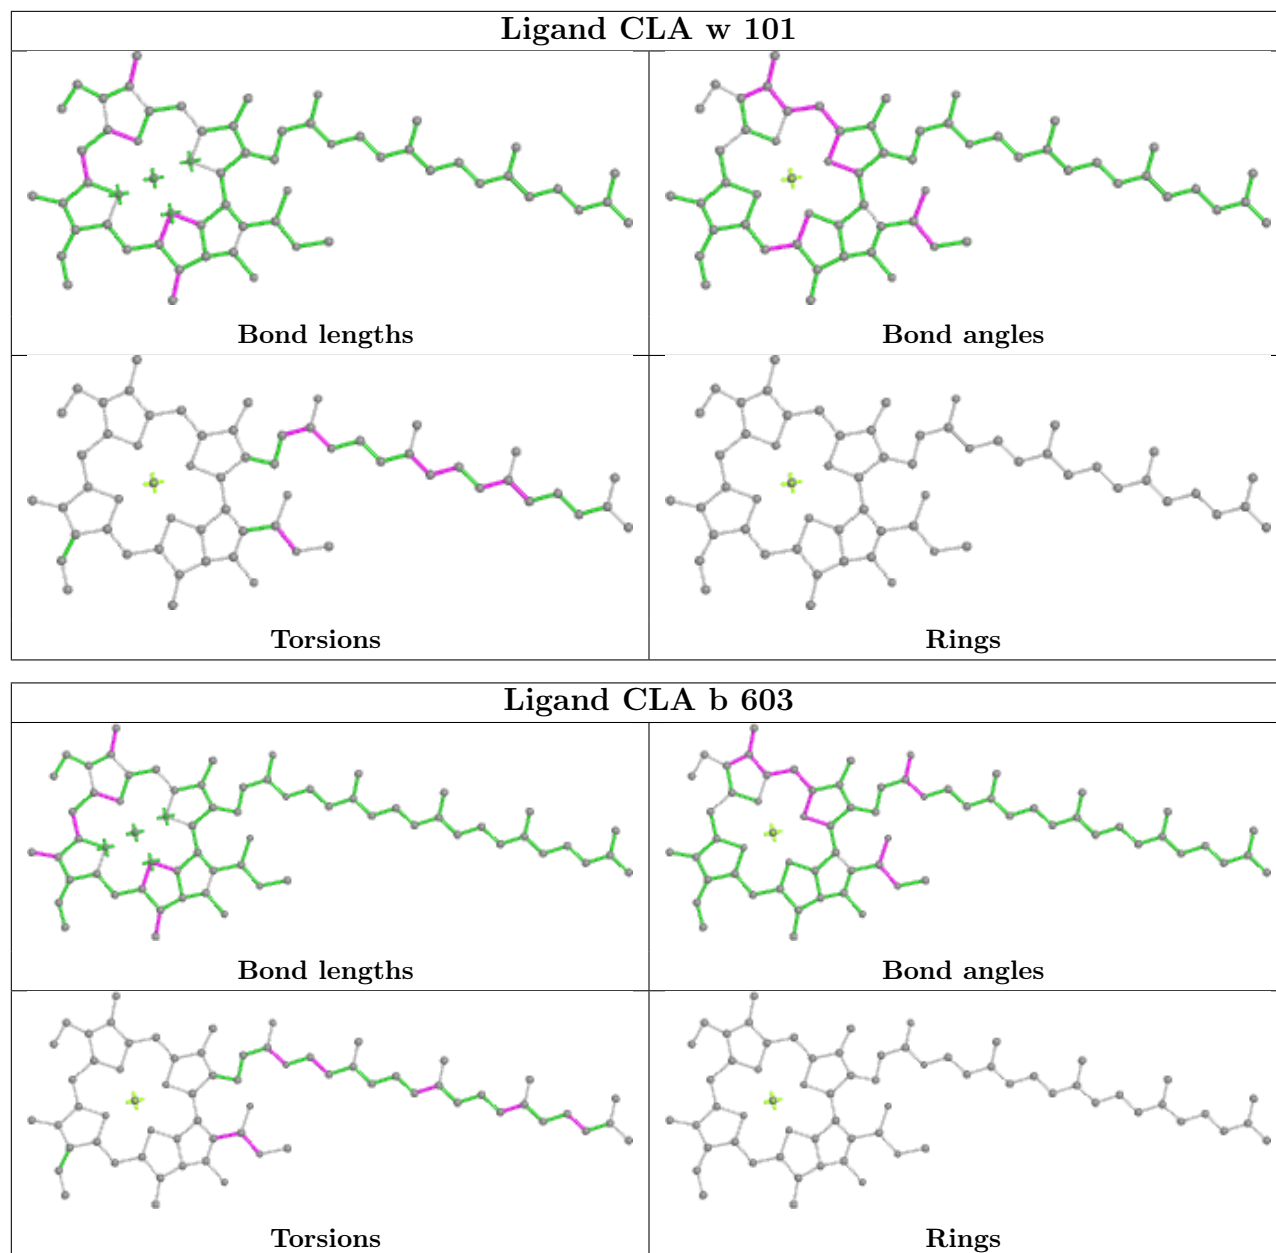 Ligand CLA w 101
Bond lengths
Bond angles
Torsions
Rings
Ligand CLA b 603
Bond lengths
Bond angles
Torsions
Rings